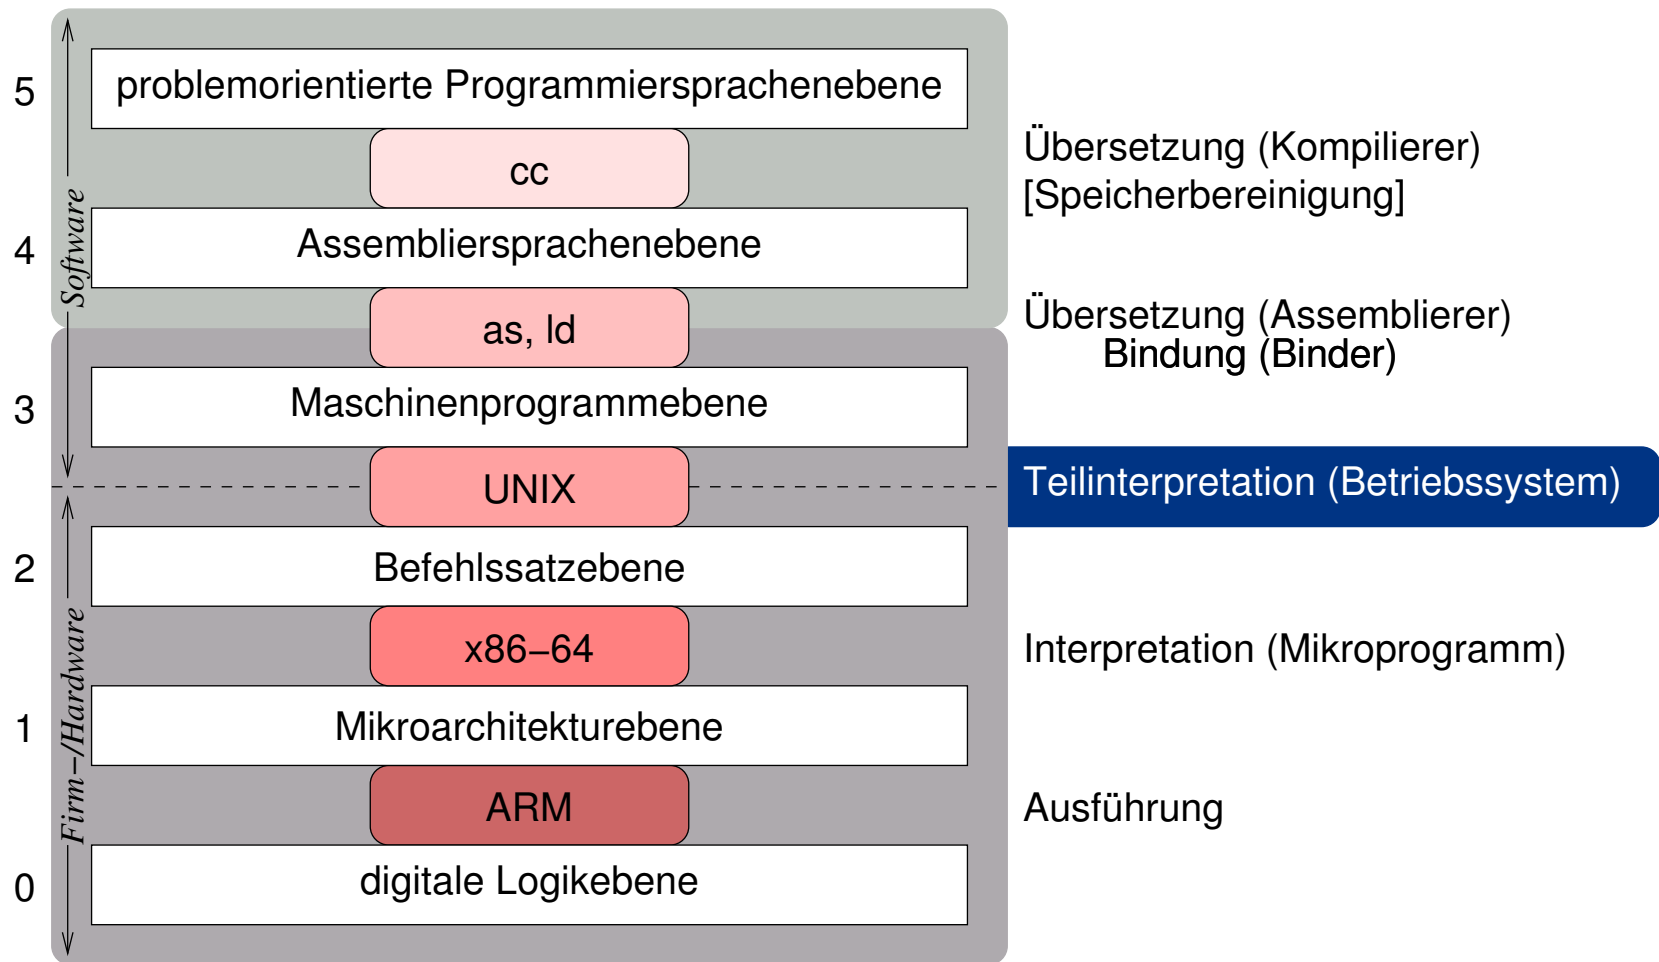 5
problemorientierte Programmiersprachenebene
cc
Übersetzung (Kompilierer)
[Speicherbereinigung]
Software
4
Assembliersprachenebene
as, ld
Übersetzung (Assemblierer)
Bindung (Binder)
3
Maschinenprogrammebene
UNIX
Teilinterpretation (Betriebssystem)
2
Befehlssatzebene
x86–64
Interpretation (Mikroprogramm)
Firm–/Hardware
1
Mikroarchitekturebene
ARM
Ausführung
0
digitale Logikebene